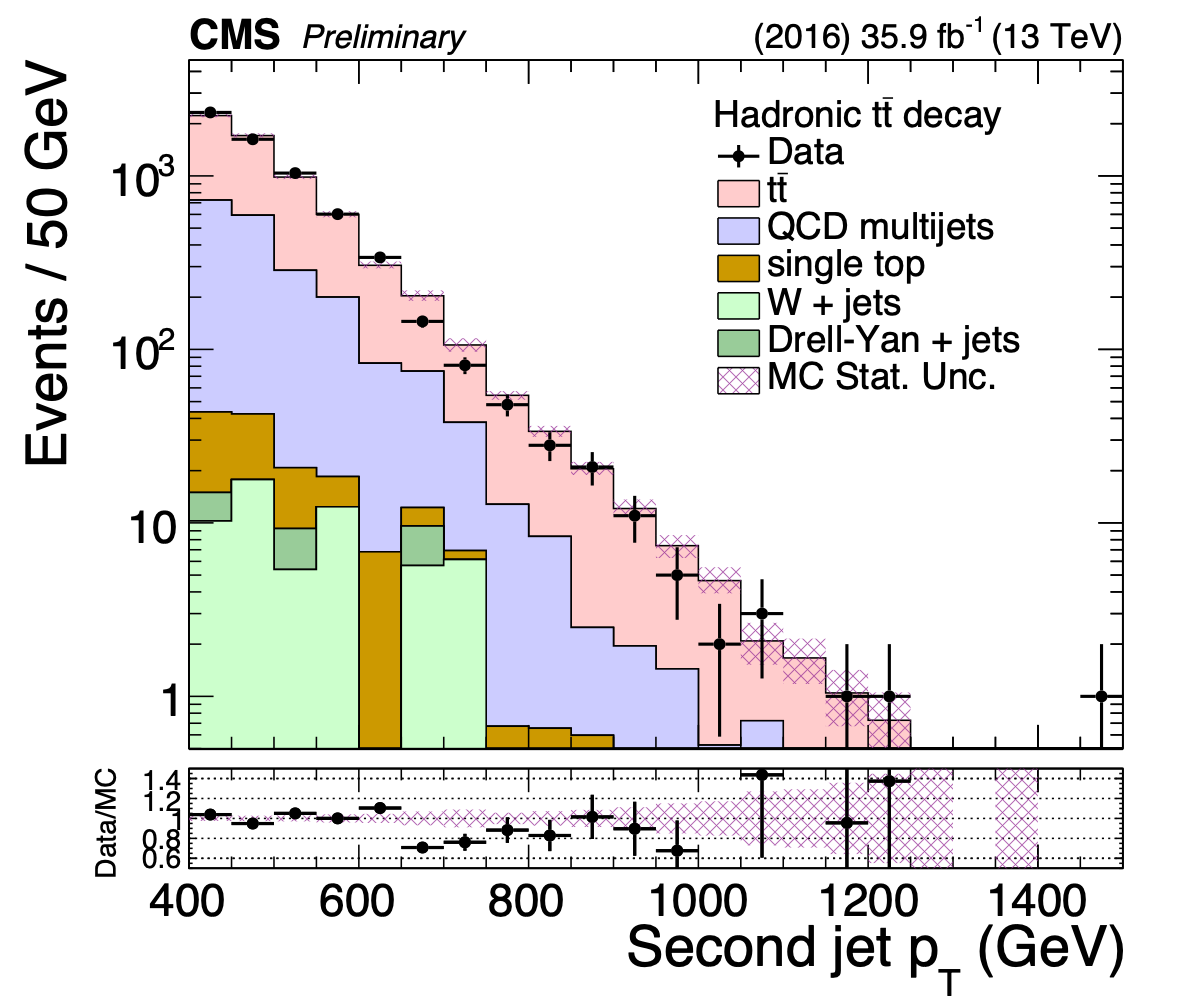 CMS Preliminary (2016) 35.9 fb⁻¹ (13 TeV)
Events / 50 GeV
10³
10²
10
1
Hadronic tt̄ decay
Data
tt̄
QCD multijets
single top
W + jets
Drell-Yan + jets
MC Stat. Unc.
Data/MC
1.4
1.2
1
0.8
0.6
400 600 800 1000 1200 1400
Second jet p_T (GeV)